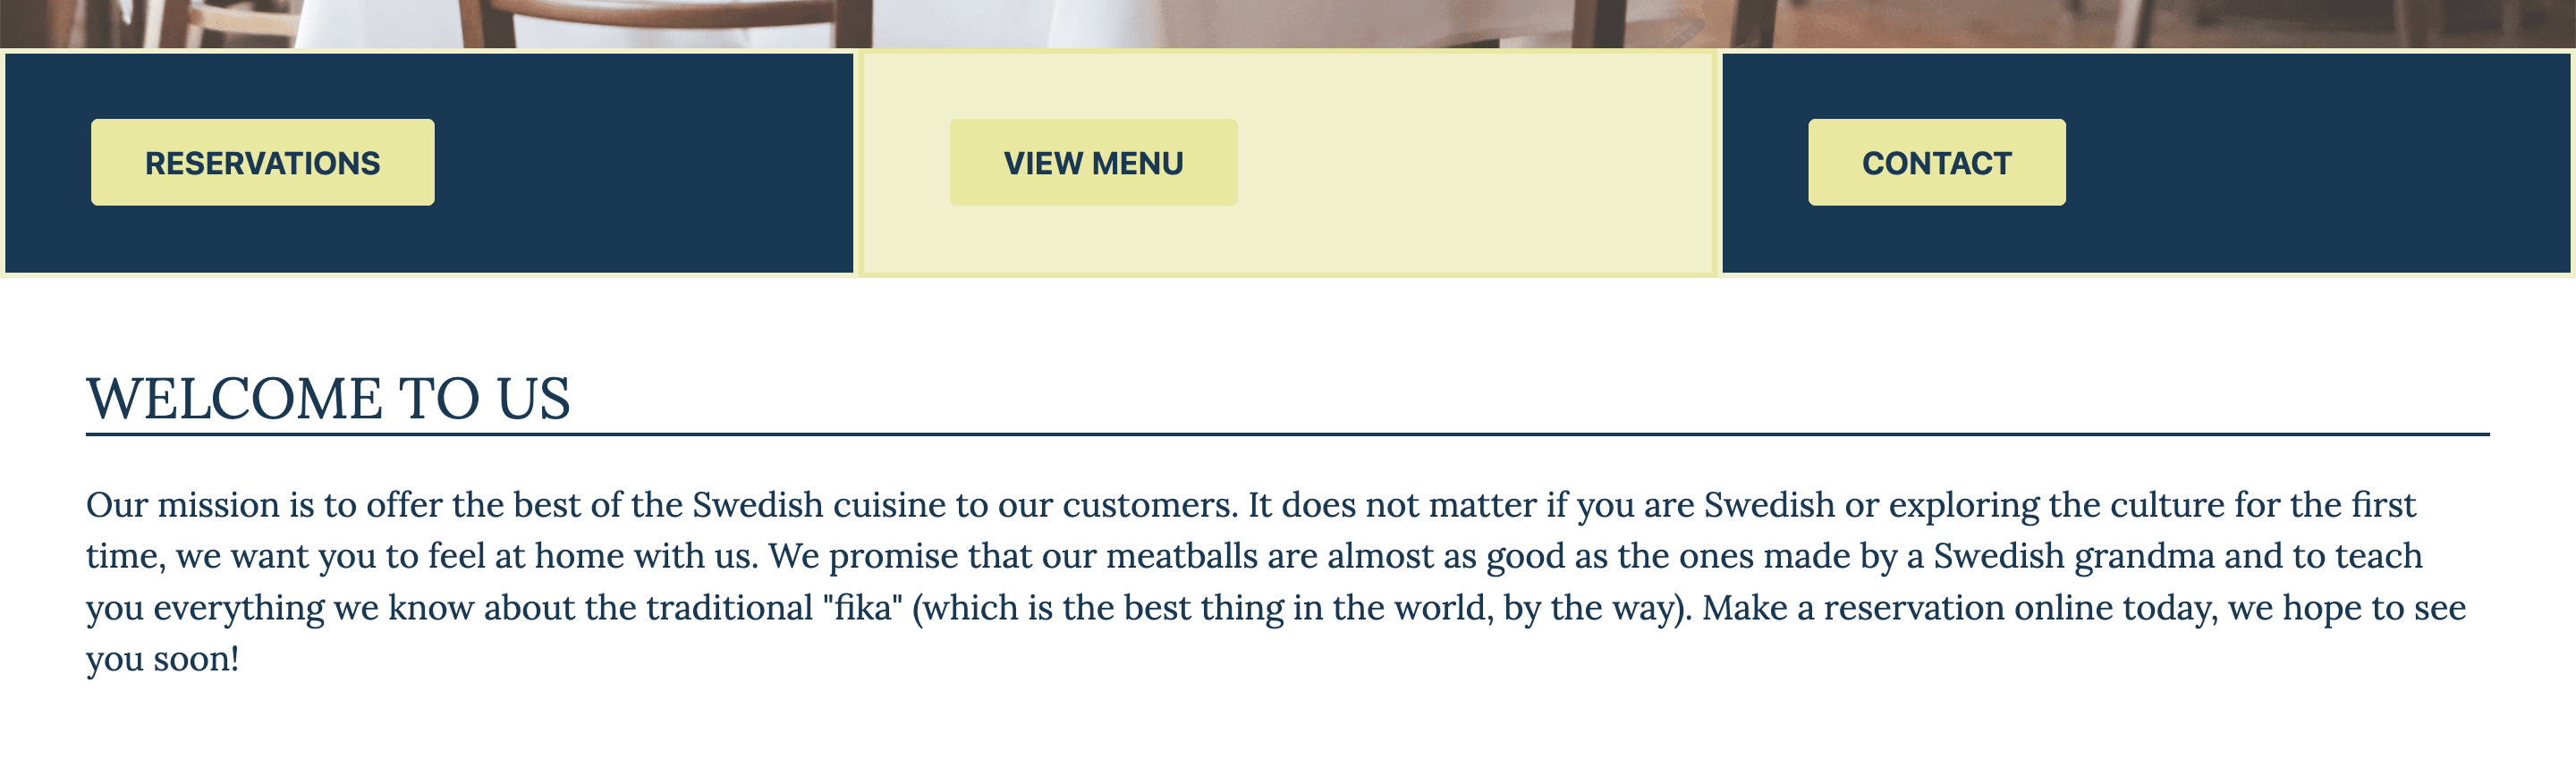 RESERVATIONS
VIEW MENU
CONTACT
WELCOME TO US
Our mission is to offer the best of the Swedish cuisine to our customers. It does not matter if you are Swedish or exploring the culture for the first
time, we want you to feel at home with us. We promise that our meatballs are almost as good as the ones made by a Swedish grandma and to teach
you everything we know about the traditional "fika" (which is the best thing in the world, by the way). Make a reservation online today, we hope to see
you soon!